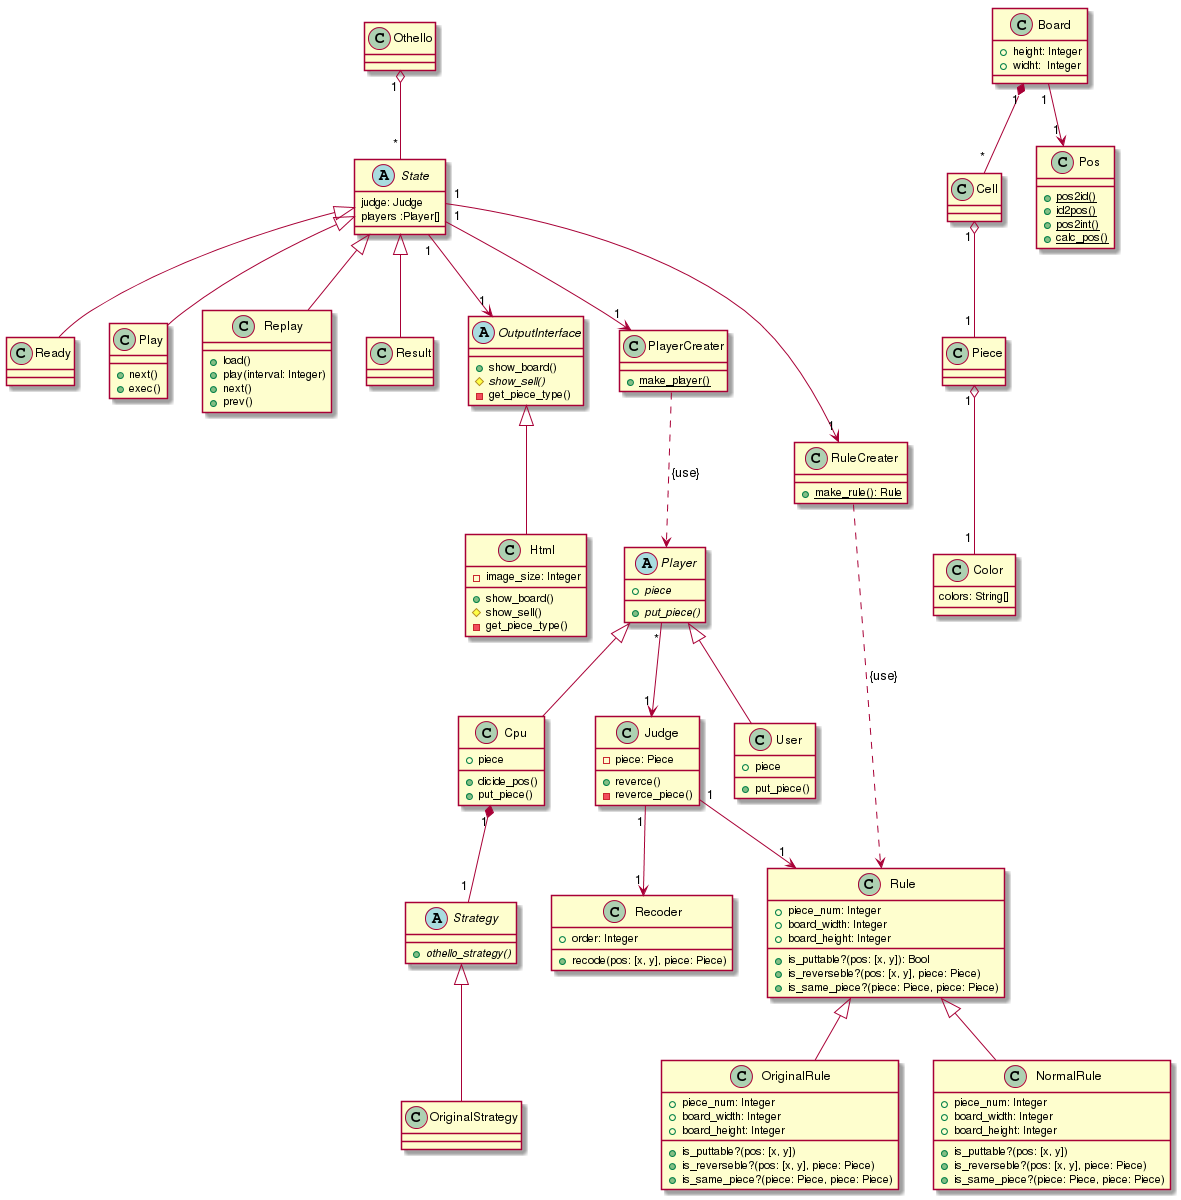 C Othello
1
*
A State
judge: Judge
players :Player[]
1
1
1
C Ready
C Play
next()
exec()
C Replay
load()
play(interval: Integer)
next()
prev()
C Result
1
A OutputInterface
show_board()
show_sell()
get_piece_type()
1
C PlayerCreater
make_player()
{use}
1
C RuleCreater
make_rule(): Rule
{use}
C Html
image_size: Integer
show_board()
show_sell()
get_piece_type()
A Player
piece
put_piece()
*
1
C Cpu
piece
dicide_pos()
put_piece()
1
1
C Judge
piece: Piece
reverce()
reverce_piece()
1
1
1
1
C User
piece
put_piece()
A Strategy
othello_strategy()
C OriginalStrategy
C Recoder
order: Integer
recode(pos: [x, y], piece: Piece)
C Rule
piece_num: Integer
board_width: Integer
board_height: Integer
is_puttable?(pos: [x, y]): Bool
is_reverseble?(pos: [x, y], piece: Piece)
is_same_piece?(piece: Piece, piece: Piece)
C OriginalRule
piece_num: Integer
board_width: Integer
board_height: Integer
is_puttable?(pos: [x, y])
is_reverseble?(pos: [x, y], piece: Piece)
is_same_piece?(piece: Piece, piece: Piece)
C NormalRule
piece_num: Integer
board_width: Integer
board_height: Integer
is_puttable?(pos: [x, y])
is_reverseble?(pos: [x, y], piece: Piece)
is_same_piece?(piece: Piece, piece: Piece)
C Board
height: Integer
widht: Integer
1
1
*
1
C Cell
C Pos
pos2id()
id2pos()
pos2int()
calc_pos()
1
1
C Piece
1
1
C Color
colors: String[]